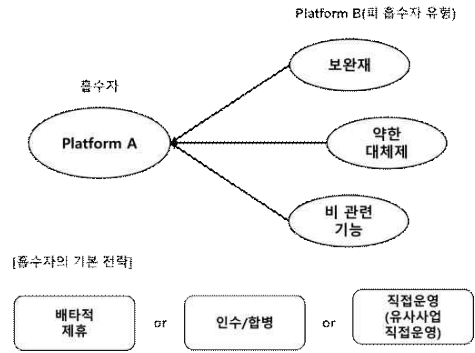 Platform B(피 흡수자 유형)
보완재
흡수자
Platform A
약한
대체제
비 관련
기능
[흡수자의 기본 전략]
배타적
제휴
or
인수/합병
or
직접운영
(유사사업
직접운영)